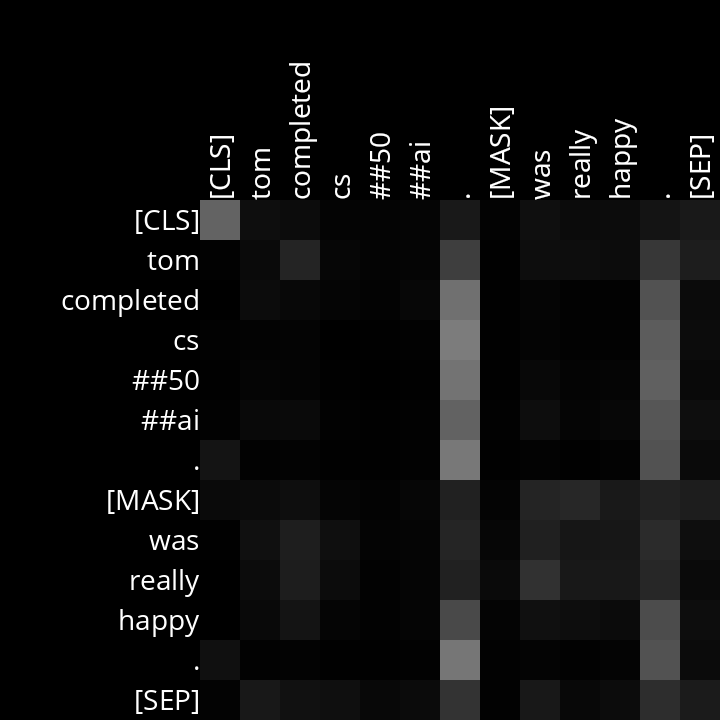 [CLS] tom completed cs ##50 ##ai . [MASK] was really happy . [SEP]
[CLS]
tom
completed
cs
##50
##ai
.
[MASK]
was
really
happy
.
[SEP]